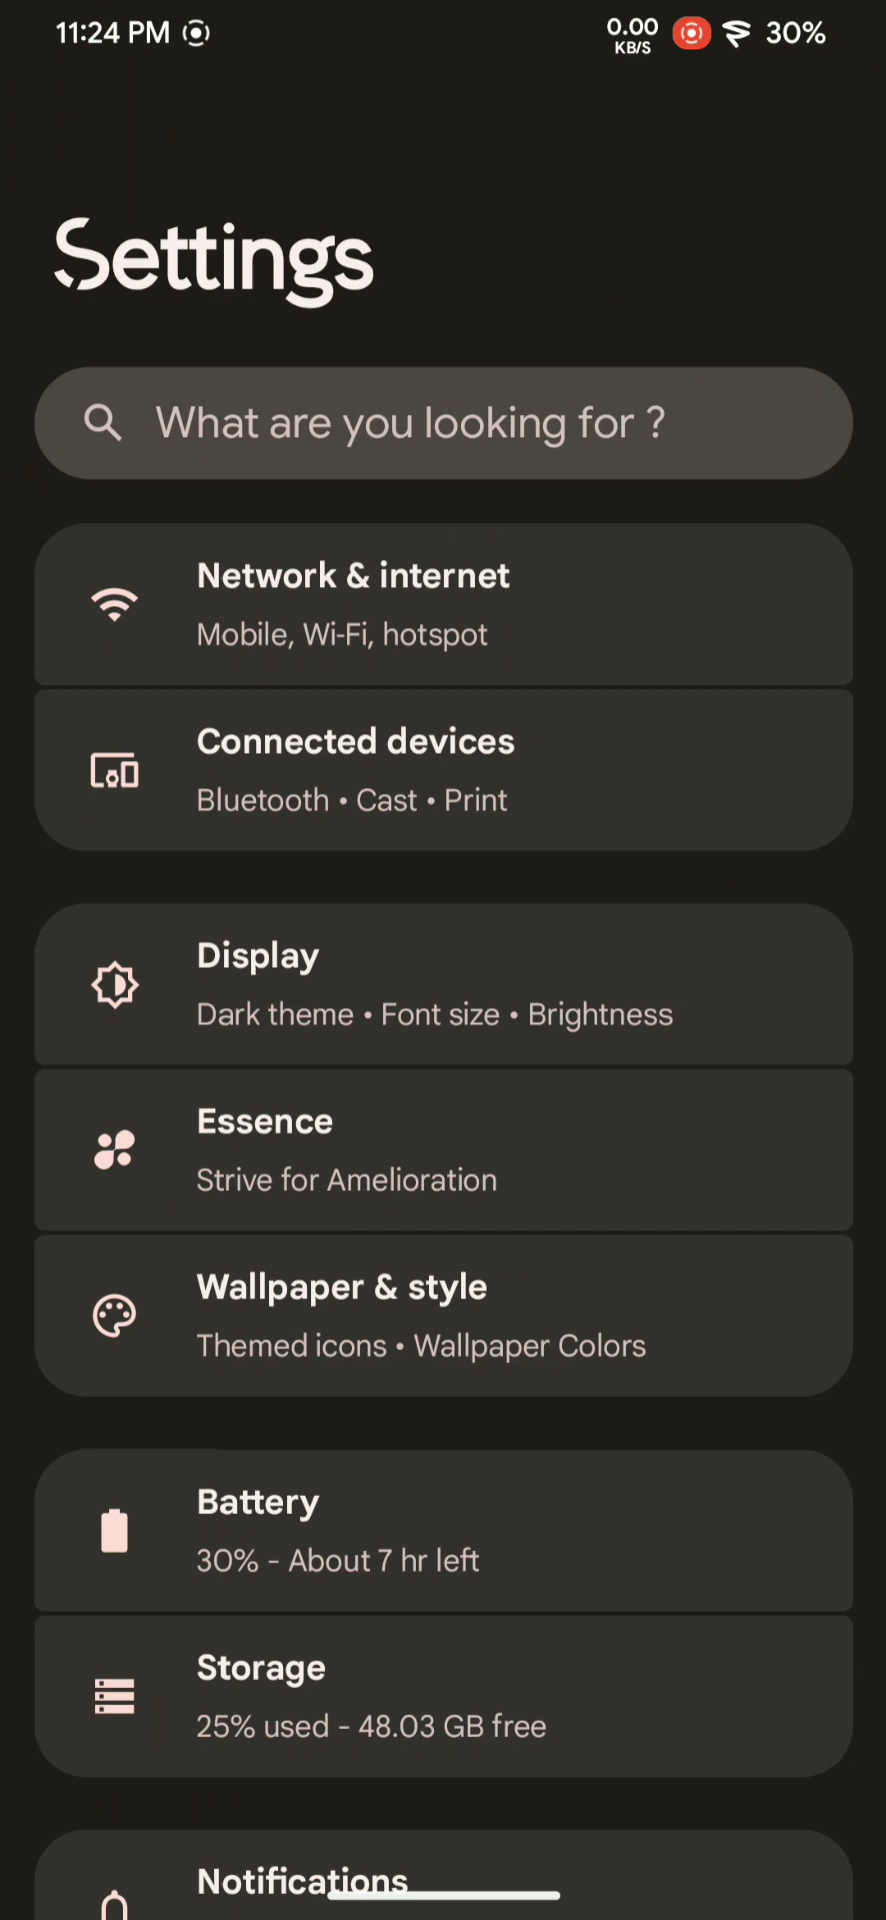 11:24 PM
0.00
KB/S
30%
Settings
What are you looking for ?
Network & internet
Mobile, Wi-Fi, hotspot
Connected devices
Bluetooth • Cast • Print
Display
Dark theme • Font size • Brightness
Essence
Strive for Amelioration
Wallpaper & style
Themed icons • Wallpaper Colors
Battery
30% - About 7 hr left
Storage
25% used - 48.03 GB free
Notifications